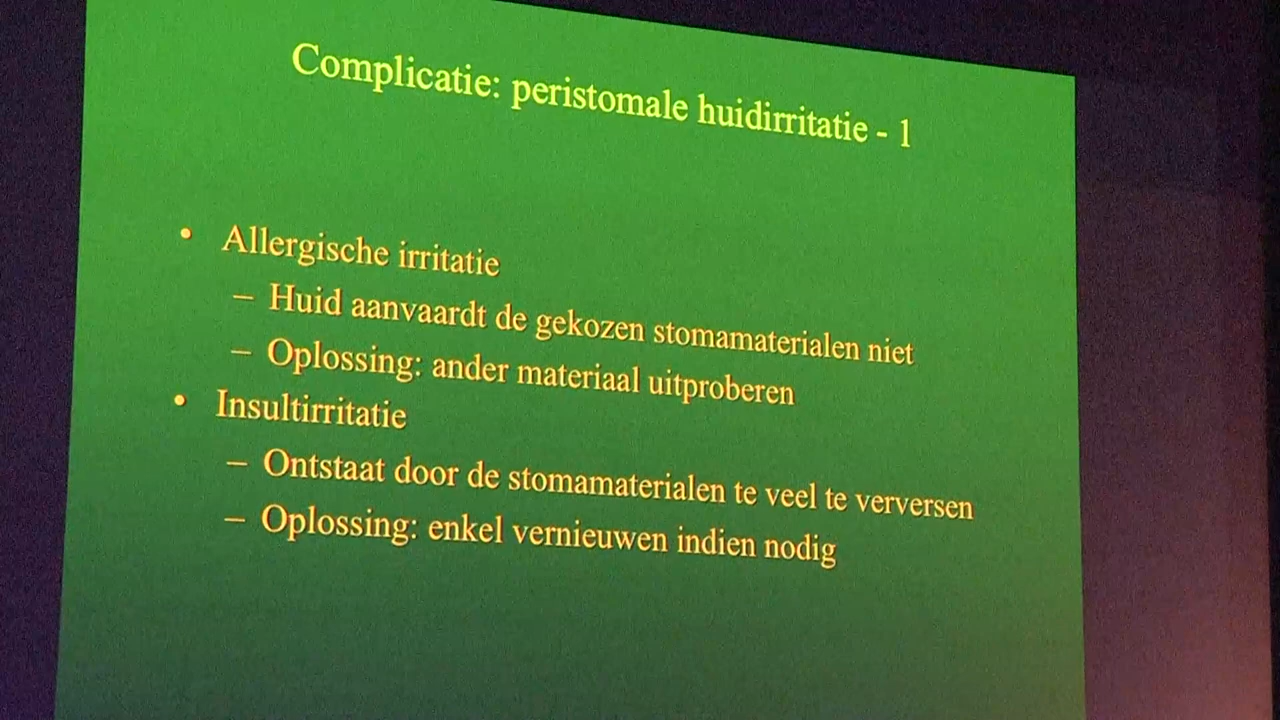 Complicatie: peristomale huidirritatie - 1
• Allergische irritatie
– Huid aanvaardt de gekozen stomamaterialen niet
– Oplossing: ander materiaal uitproberen
• Insultirritatie
– Ontstaat door de stomamaterialen te veel te verversen
– Oplossing: enkel vernieuwen indien nodig